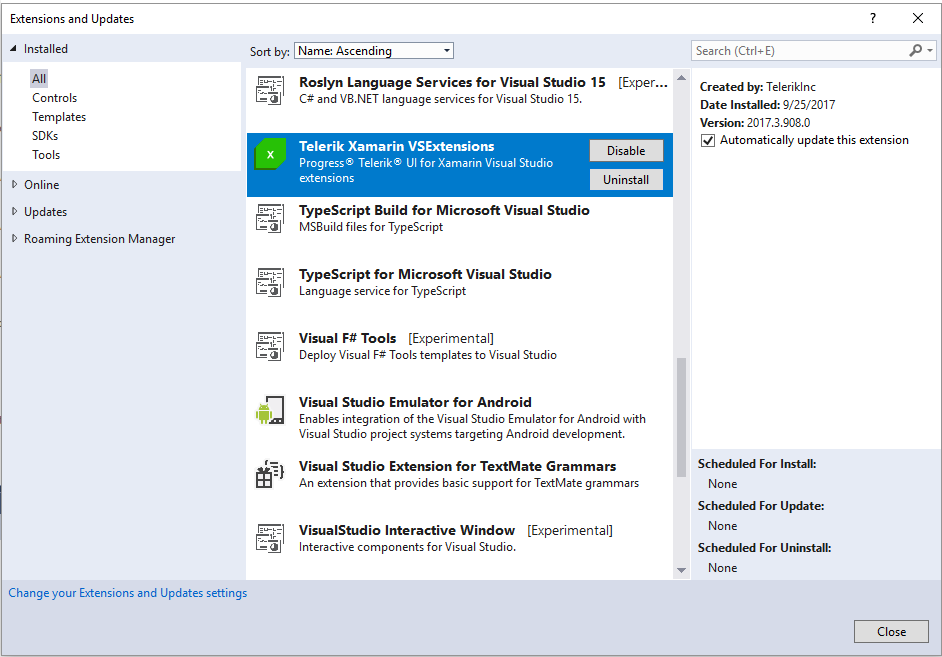 Extensions and Updates
?
Installed
All
Controls
Templates
SDKs
Tools
Online
Updates
Roaming Extension Manager
Sort by: Name: Ascending
Roslyn Language Services for Visual Studio 15 [Exper...
C# and VB.NET language services for Visual Studio 15.
X
Telerik Xamarin VSExtensions
Progress® Telerik® UI for Xamarin Visual Studio
extensions
Disable
Uninstall
TypeScript Build for Microsoft Visual Studio
MSBuild files for TypeScript
TypeScript for Microsoft Visual Studio
Language service for TypeScript
Visual F# Tools [Experimental]
Deploy Visual F# Tools templates to Visual Studio
Visual Studio Emulator for Android
Enables integration of the Visual Studio Emulator for Android with
Visual Studio project systems targeting Android development.
Visual Studio Extension for TextMate Grammars
An extension that provides basic support for TextMate grammars
VisualStudio Interactive Window [Experimental]
Interactive components for Visual Studio.
Search (Ctrl+E)
Created by: TelerikInc
Date Installed: 9/25/2017
Version: 2017.3.908.0
Automatically update this extension
Scheduled For Install:
None
Scheduled For Update:
None
Scheduled For Uninstall:
None
Change your Extensions and Updates settings
Close